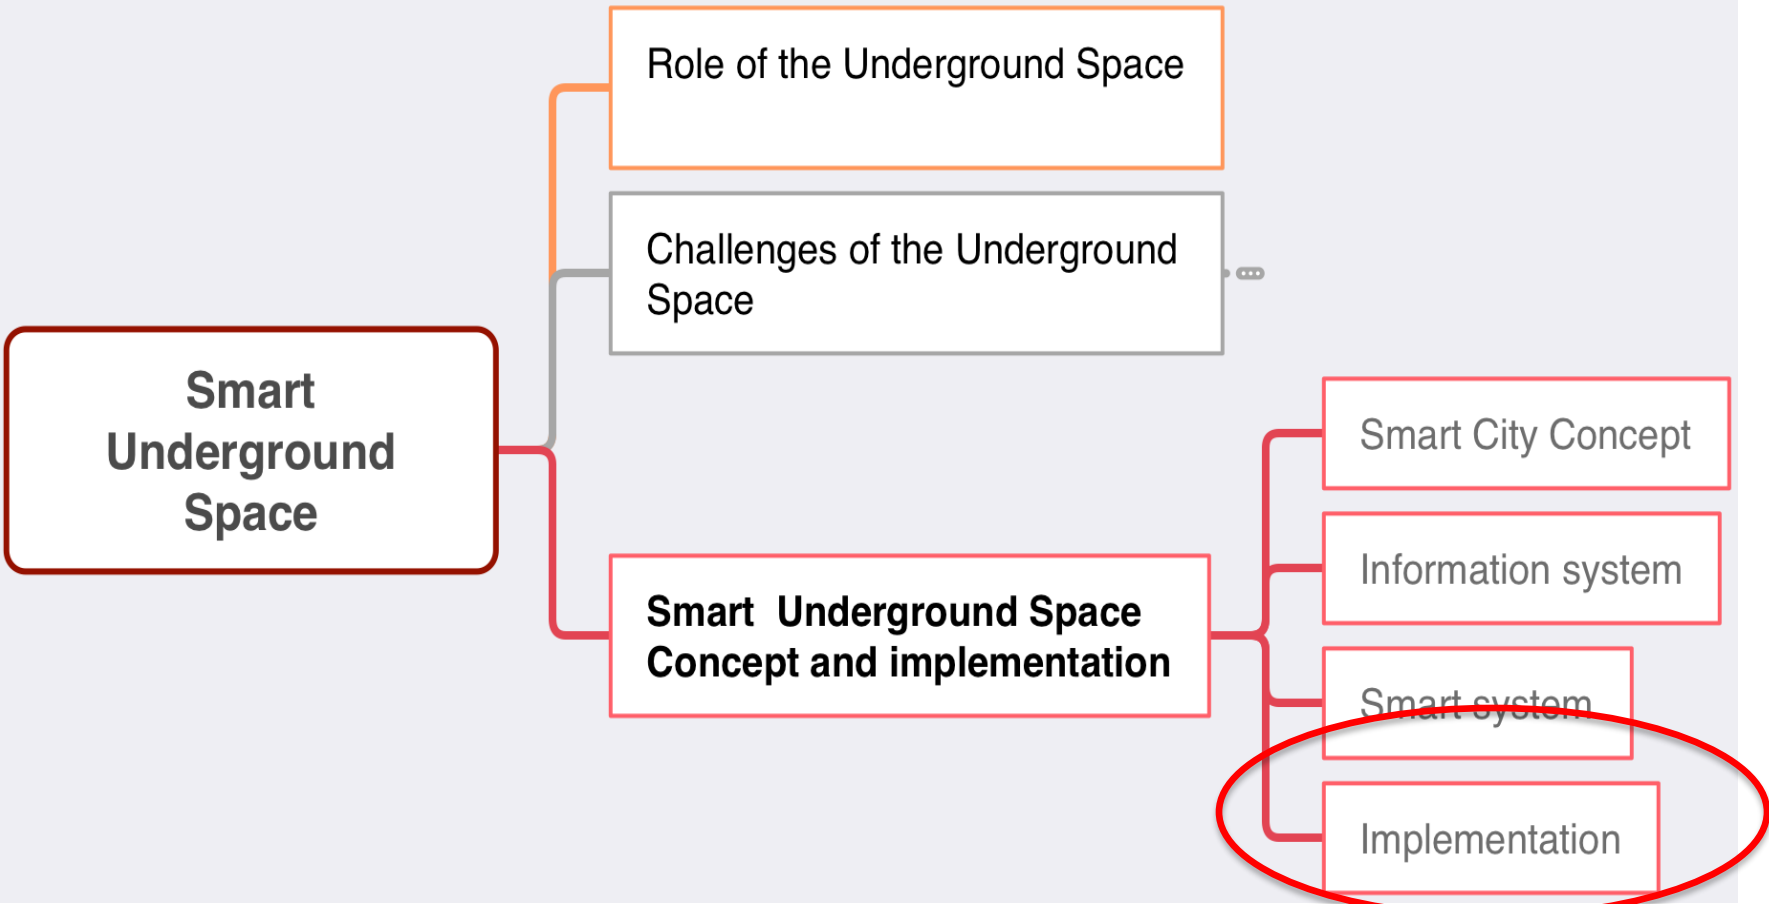 Role of the Underground Space
Challenges of the Underground
Space
Smart
Underground
Space
Smart Underground Space
Concept and implementation
Smart City Concept
Information system
Smart system
Implementation